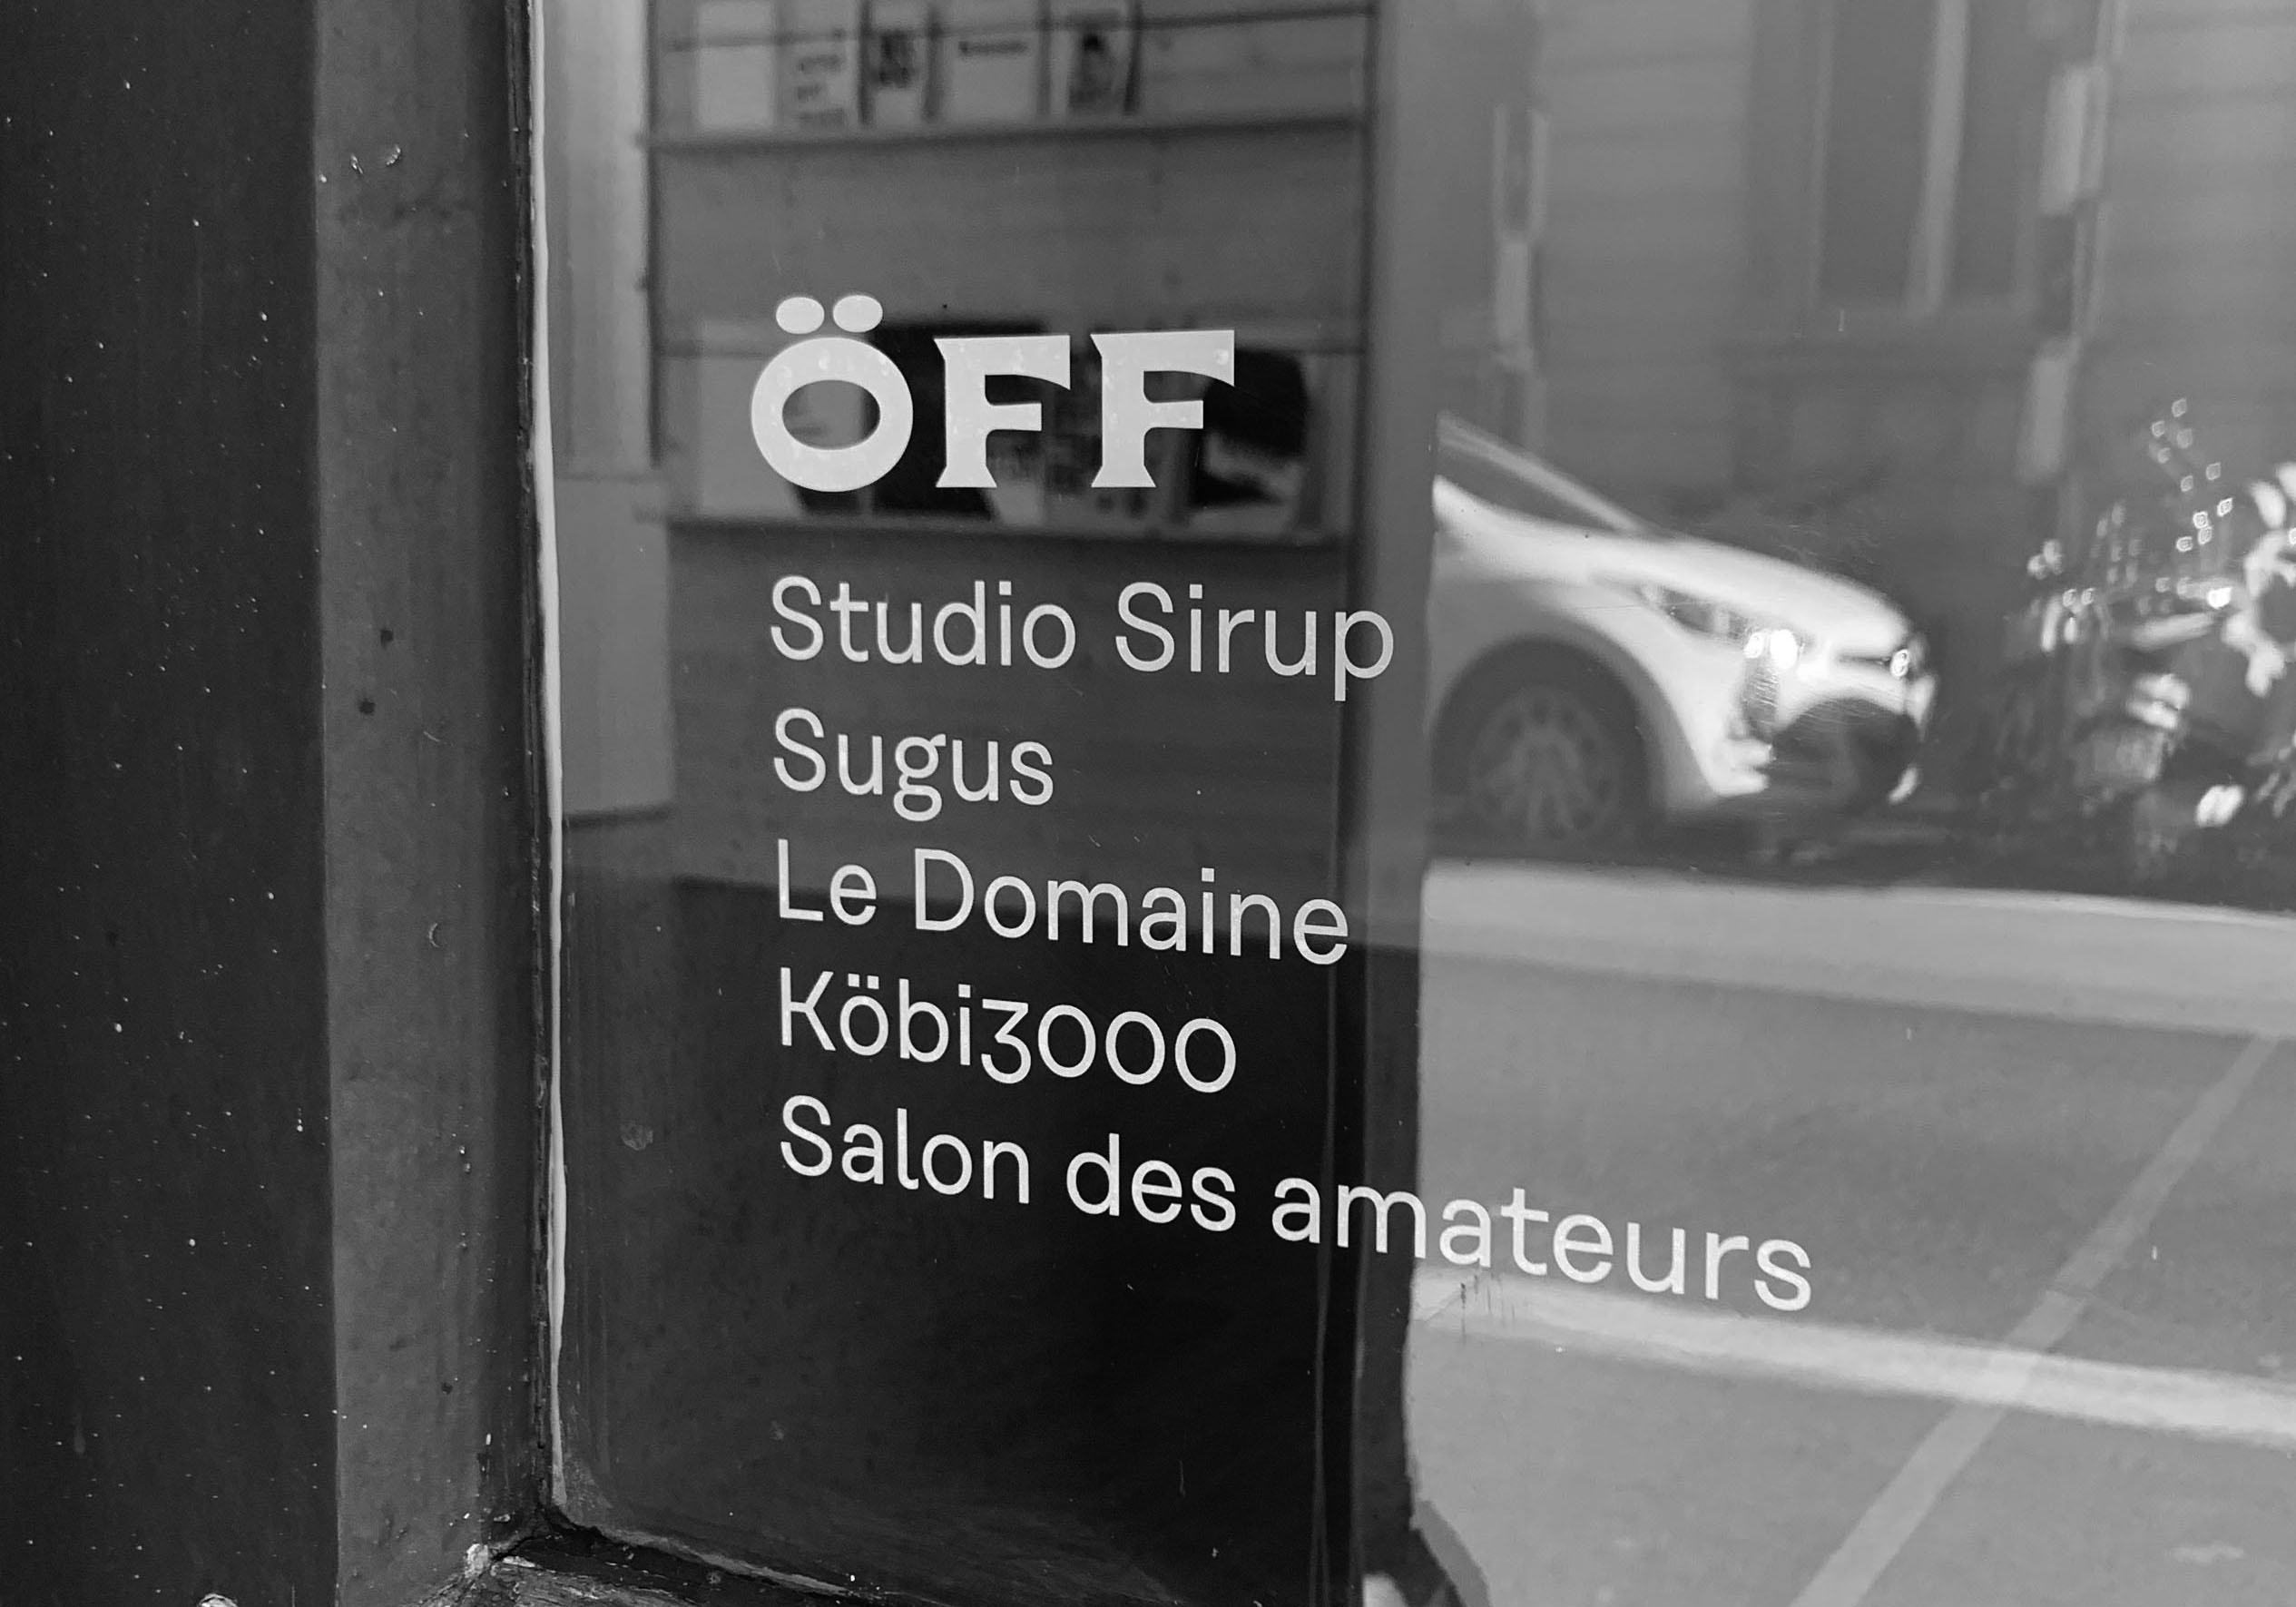 ÖFF
Studio Sirup
Sugus
Le Domaine
Köbi3000
Salon des amateurs